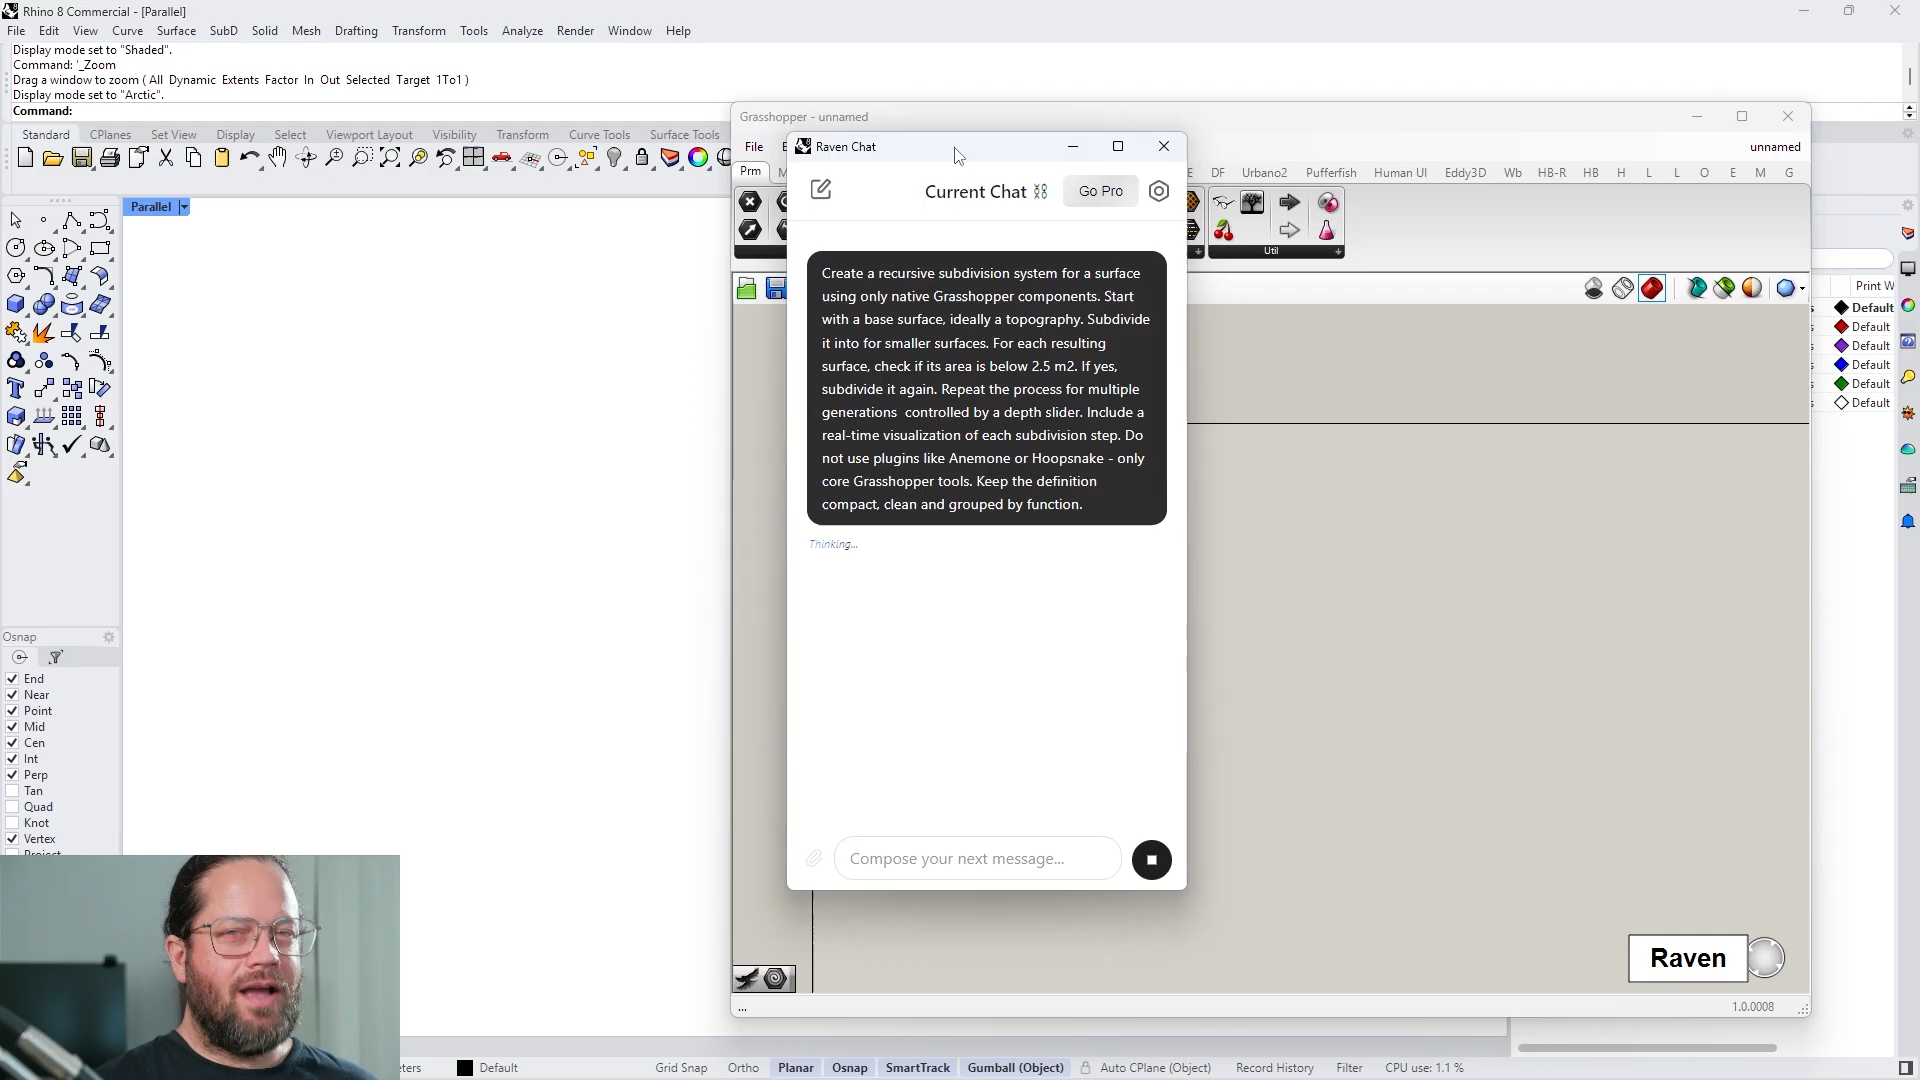 Rhino 8 Commercial - [Parallel]
File Edit View Curve Surface SubD Solid Mesh Drafting Transform Tools Analyze Render Window Help
Display mode set to "Shaded".
Command: '_Zoom
Drag a window to zoom ( All Dynamic Extents Factor In Out Selected Target 1To1 )
Display mode set to "Arctic".
Command:
Standard CPlanes Set View Display Select Viewport Layout Visibility Transform Curve Tools Surface Tools
Parallel
Grasshopper - unnamed
File
unnamed
Prm
DF Urbano2 Pufferfish Human UI Eddy3D Wb HB-R HB H L L O E M G
Util
Raven Chat
Current Chat
Go Pro
Create a recursive subdivision system for a surface
using only native Grasshopper components. Start
with a base surface, ideally a topography. Subdivide
it into for smaller surfaces. For each resulting
surface, check if its area is below 2.5 m2. If yes,
subdivide it again. Repeat the process for multiple
generations controlled by a depth slider. Include a
real-time visualization of each subdivision step. Do
not use plugins like Anemone or Hoopsnake - only
core Grasshopper tools. Keep the definition
compact, clean and grouped by function.
Thinking...
Compose your next message...
Print W
Default
Default
Default
Default
Default
Default
Osnap
End
Near
Point
Mid
Cen
Int
Perp
Tan
Quad
Knot
Vertex
Raven
...
1.0.0008
Default
Grid Snap Ortho Planar Osnap SmartTrack Gumball (Object) Auto CPlane (Object) Record History Filter CPU use: 1.1 %